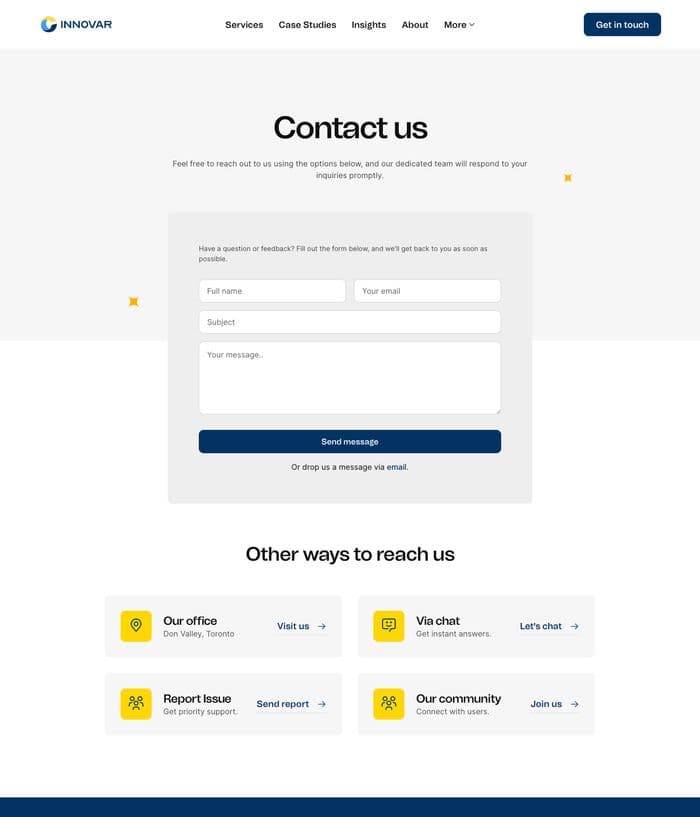 INNOVAR
Services
Case Studies
Insights
About
More
Get in touch
Contact us
Feel free to reach out to us using the options below, and our dedicated team will respond to your
inquiries promptly.
Have a question or feedback? Fill out the form below, and we'll get back to you as soon as
possible.
Full name
Your email
Subject
Your message..
Send message
Or drop us a message via email.
Other ways to reach us
Our office
Don Valley, Toronto
Visit us
Via chat
Get instant answers.
Let's chat
Report Issue
Get priority support.
Send report
Our community
Connect with users.
Join us